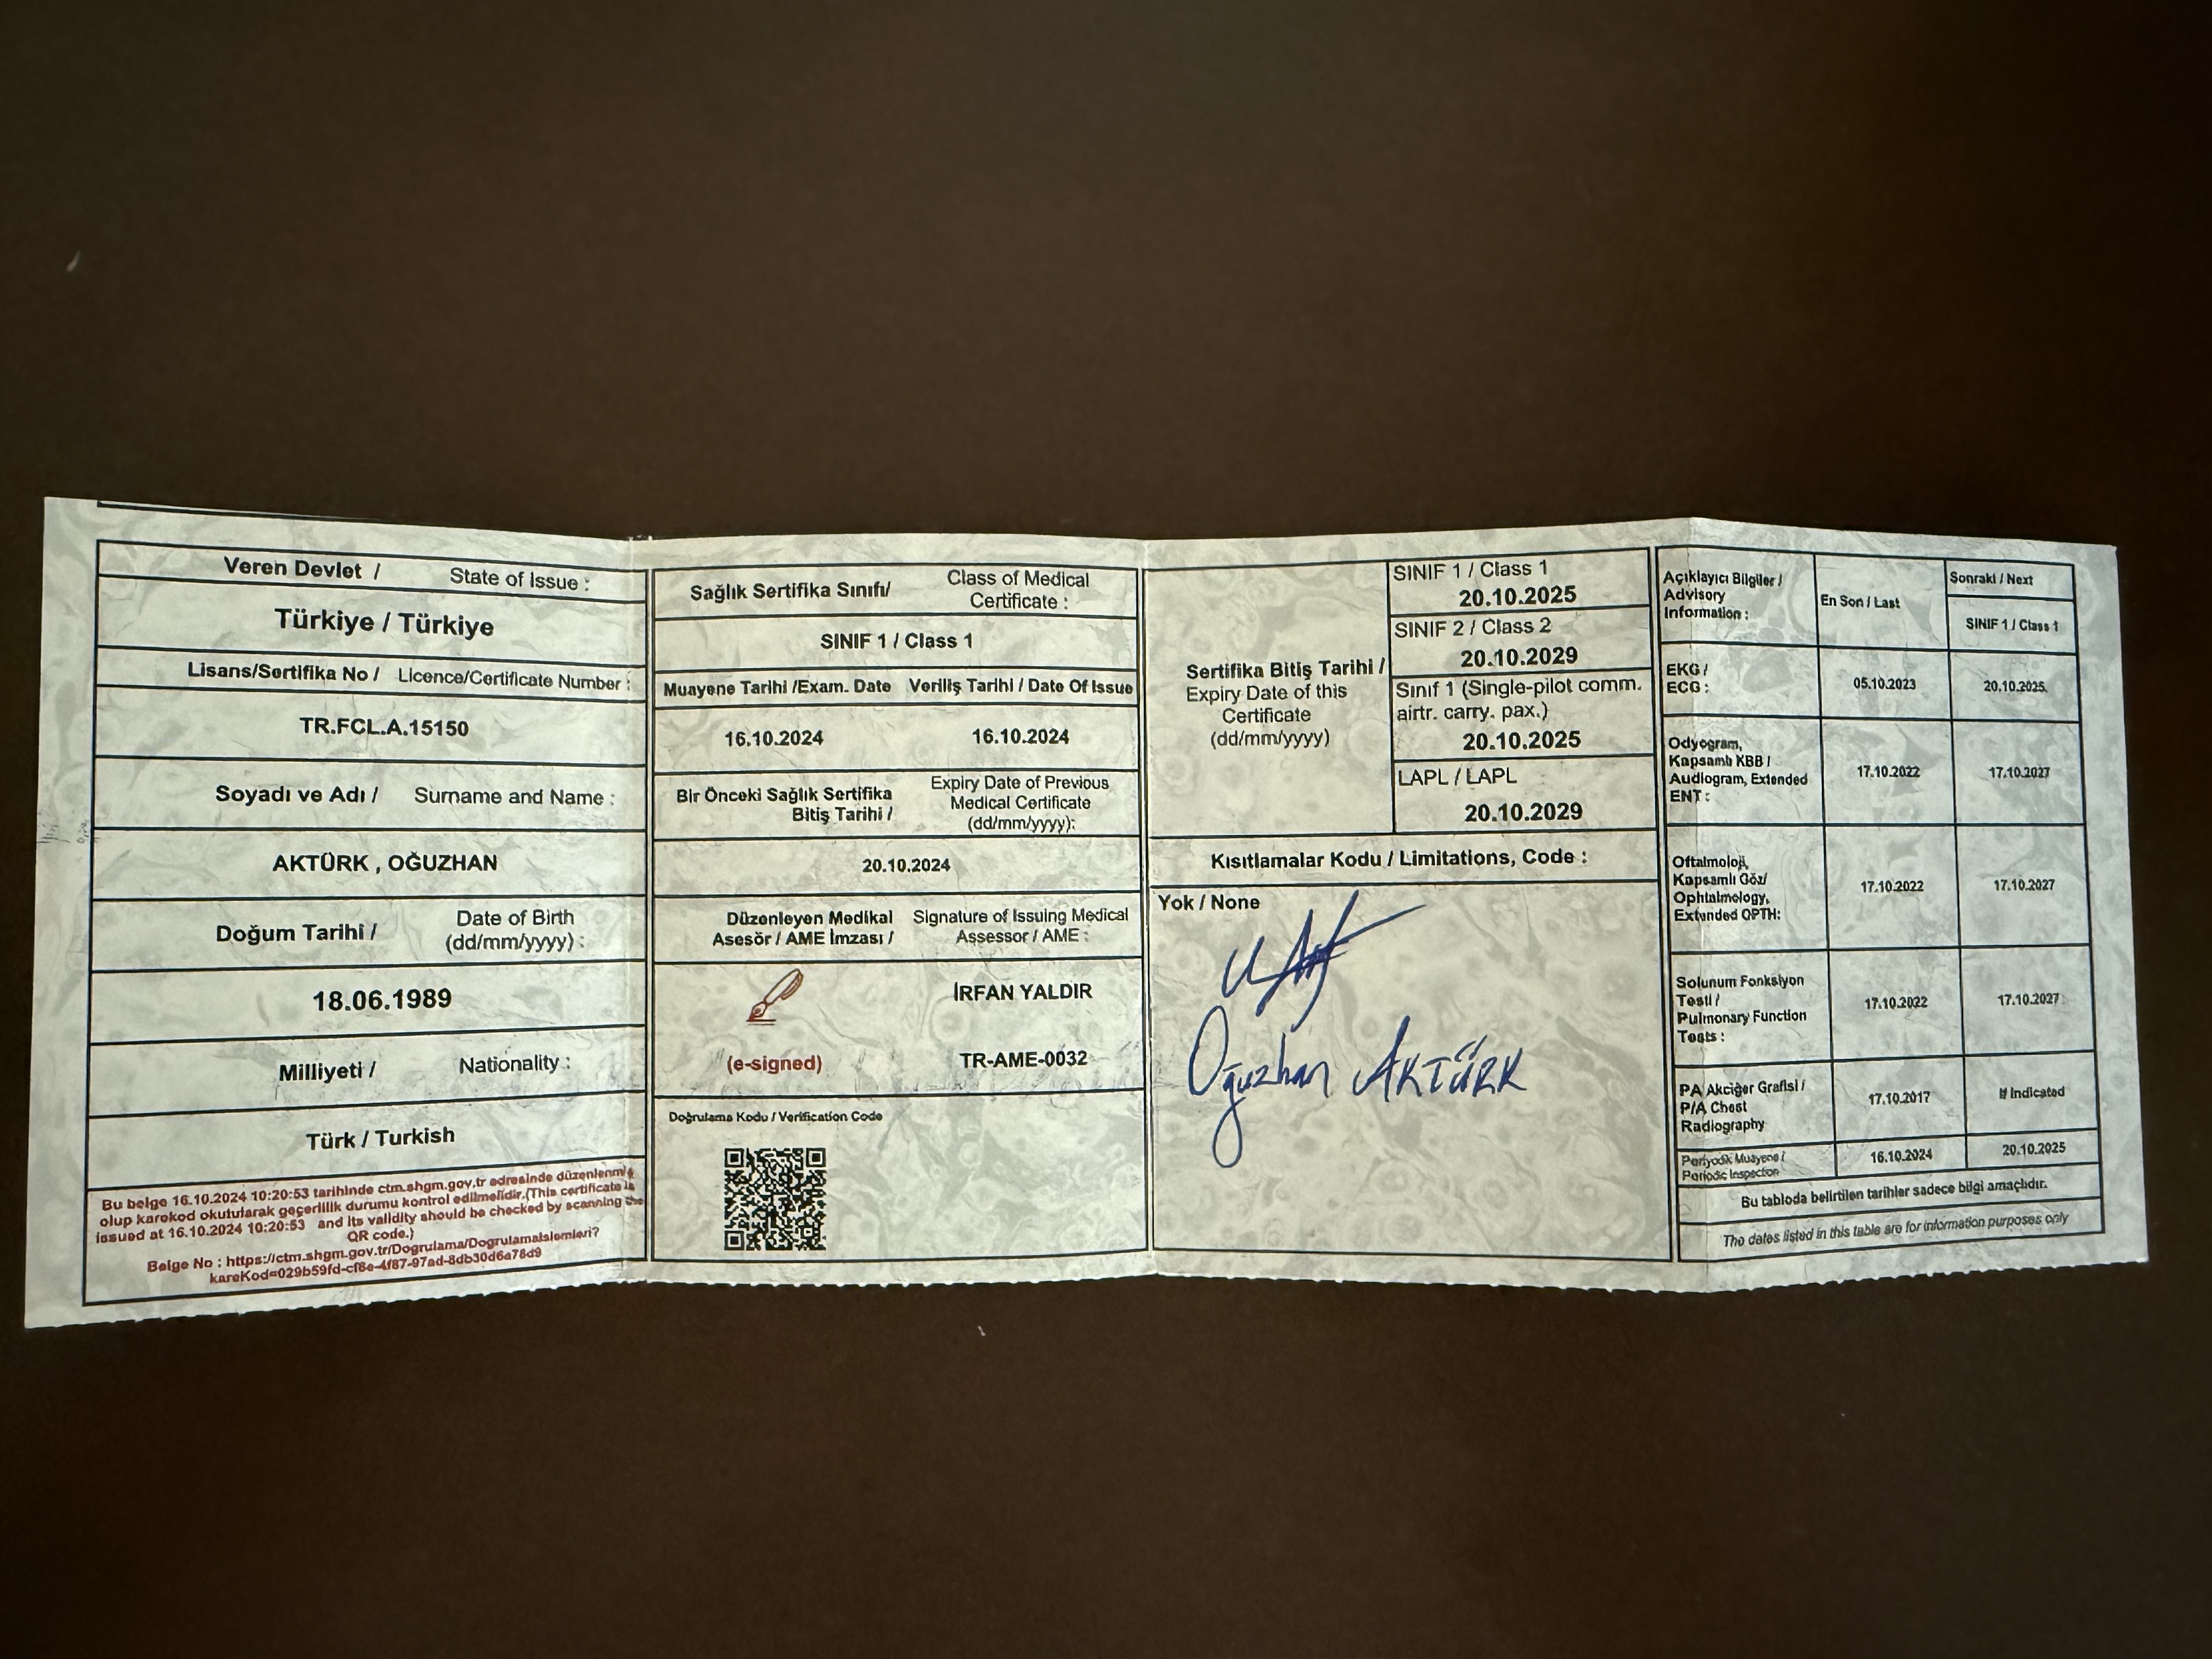 Veren Devlet / State of Issue :
Türkiye / Türkiye
Lisans/Sertifika No / Licence/Certificate Number :
TR.FCL.A.15150
Soyadı ve Adı / Surname and Name :
AKTÜRK , OĞUZHAN
Doğum Tarihi / Date of Birth
(dd/mm/yyyy) :
18.06.1989
Milliyeti / Nationality :
Türk / Turkish
Bu belge 16.10.2024 10:20:53 tarihinde ctm.shgm.gov.tr adresinde düzenlenmiş
olup karekod okutularak geçerlilik durumu kontrol edilmelidir.(This certificate is
issued at 16.10.2024 10:20:53 and its validity should be checked by scanning the
QR code.)
Belge No : https://ctm.shgm.gov.tr/Dogrulama/DogrulamaIslemleri?
kareKod=029b59fd-cf8e-4f87-97ad-8db30d6a78d9
Sağlık Sertifika Sınıfı/ Class of Medical
Certificate :
SINIF 1 / Class 1
Muayene Tarihi /Exam. Date Veriliş Tarihi / Date Of Issue
16.10.2024 16.10.2024
Bir Önceki Sağlık Sertifika
Bitiş Tarihi /
Expiry Date of Previous
Medical Certificate
(dd/mm/yyyy):
20.10.2024
Düzenleyen Medikal
Asesör / AME İmzası /
Signature of Issuing Medical
Assessor / AME :
İRFAN YALDIR
(e-signed) TR-AME-0032
Doğrulama Kodu / Verification Code
Sertifika Bitiş Tarihi /
Expiry Date of this
Certificate
(dd/mm/yyyy)
SINIF 1 / Class 1
20.10.2025
SINIF 2 / Class 2
20.10.2029
Sınıf 1 (Single-pilot comm.
airtr. carry. pax.)
20.10.2025
LAPL / LAPL
20.10.2029
Kısıtlamalar Kodu / Limitations, Code :
Yok / None
Oğuzhan AKTÜRK
Açıklayıcı Bilgiler /
Advisory
Information :
En Son / Last
Sonraki / Next
SINIF 1 / Class 1
EKG /
ECG :
05.10.2023 20.10.2025
Odyogram,
Kapsamlı KBB /
Audiogram, Extended
ENT :
17.10.2022 17.10.2027
Oftalmoloji,
Kapsamlı Göz/
Ophtalmology,
Extended OPTH:
17.10.2022 17.10.2027
Solunum Fonksiyon
Testi /
Pulmonary Function
Tests :
17.10.2022 17.10.2027
PA Akciğer Grafisi /
P/A Chest
Radiography
17.10.2017 If Indicated
Periyodik Muayene /
Periodic Inspection
16.10.2024 20.10.2025
Bu tabloda belirtilen tarihler sadece bilgi amaçlıdır.
The dates listed in this table are for information purposes only